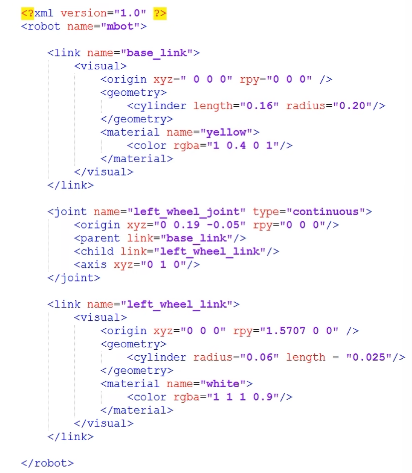 <?xml version="1.0" ?>
<robot name="mbot">
<link name="base_link">
<visual>
<origin xyz=" 0 0 0" rpy="0 0 0" />
<geometry>
<cylinder length="0.16" radius="0.20"/>
</geometry>
<material name="yellow">
<color rgba="1 0.4 0 1"/>
</material>
</visual>
</link>
<joint name="left_wheel_joint" type="continuous">
<origin xyz="0 0.19 -0.05" rpy="0 0 0"/>
<parent link="base_link"/>
<child link="left_wheel_link"/>
<axis xyz="0 1 0"/>
</joint>
<link name="left_wheel_link">
<visual>
<origin xyz="0 0 0" rpy="1.5707 0 0" />
<geometry>
<cylinder radius="0.06" length = "0.025"/>
</geometry>
<material name="white">
<color rgba="1 1 1 0.9"/>
</material>
</visual>
</link>
</robot>